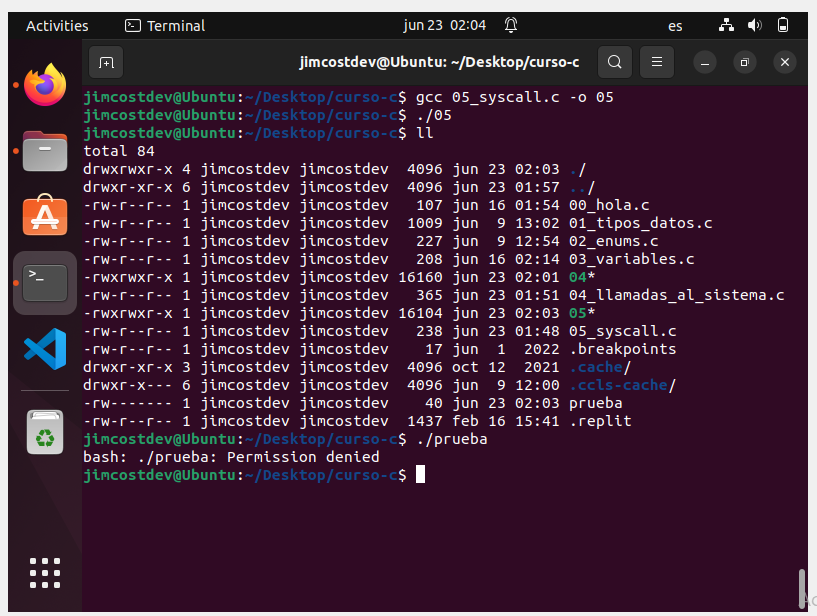 Activities Terminal jun 23 02:04 es
jimcostdev@Ubuntu: ~/Desktop/curso-c
jimcostdev@Ubuntu:~/Desktop/curso-c$ gcc 05_syscall.c -o 05
jimcostdev@Ubuntu:~/Desktop/curso-c$ ./05
jimcostdev@Ubuntu:~/Desktop/curso-c$ ll
total 84
drwxrwxr-x 4 jimcostdev jimcostdev  4096 jun 23 02:03 ./
drwxr-xr-x 6 jimcostdev jimcostdev  4096 jun 23 01:57 ../
-rw-r--r-- 1 jimcostdev jimcostdev   107 jun 16 01:54 00_hola.c
-rw-r--r-- 1 jimcostdev jimcostdev  1009 jun  9 13:02 01_tipos_datos.c
-rw-r--r-- 1 jimcostdev jimcostdev   227 jun  9 12:54 02_enums.c
-rw-r--r-- 1 jimcostdev jimcostdev   208 jun 16 02:14 03_variables.c
-rwxrwxr-x 1 jimcostdev jimcostdev 16160 jun 23 02:01 04*
-rw-r--r-- 1 jimcostdev jimcostdev   365 jun 23 01:51 04_llamadas_al_sistema.c
-rwxrwxr-x 1 jimcostdev jimcostdev 16104 jun 23 02:03 05*
-rw-r--r-- 1 jimcostdev jimcostdev   238 jun 23 01:48 05_syscall.c
-rw-r--r-- 1 jimcostdev jimcostdev    17 jun  1  2022 .breakpoints
drwxr-xr-x 3 jimcostdev jimcostdev  4096 oct 12  2021 .cache/
drwxr-x--- 6 jimcostdev jimcostdev  4096 jun  9 12:00 .ccls-cache/
-rw------- 1 jimcostdev jimcostdev    40 jun 23 02:03 prueba
-rw-r--r-- 1 jimcostdev jimcostdev  1437 feb 16 15:41 .replit
jimcostdev@Ubuntu:~/Desktop/curso-c$ ./prueba
bash: ./prueba: Permission denied
jimcostdev@Ubuntu:~/Desktop/curso-c$